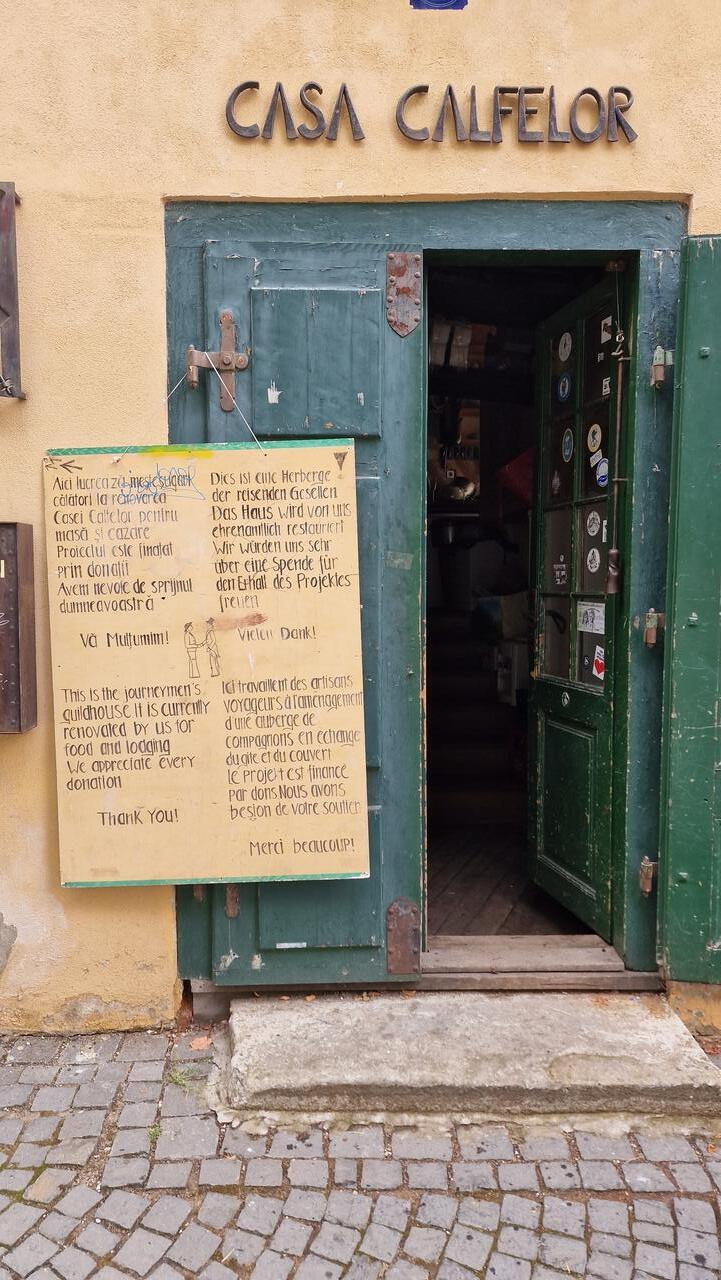 CASA CALFELOR
Aici lucrează
călători la renovarea
Casei Calfelor pentru
masă și cazare
Proiectul este finațat
prin donații
Avem nevoie de sprijnul
dumneavoastră
Vă Mulțumim!
Dies ist eine Herberge
der reisenden Gesellen
Das Haus wird von uns
ehrenamtlich restauriert
Wir würden uns sehr
über eine Spende für
den Erhalt des Projektes
freuen
Vielen Dank!
This is the journeymen's
guildhouse.It is currently
renovated by us for
food and lodging
We appreciate every
donation
Thank you!
Ici travaillent des artisans
voyageurs à l'aménagement
d'une auberge de
compagnons en échange
du gîte et du couvert
le projet est financé
par dons.Nous avons
besion de votre soutien
Merci beaucoup!